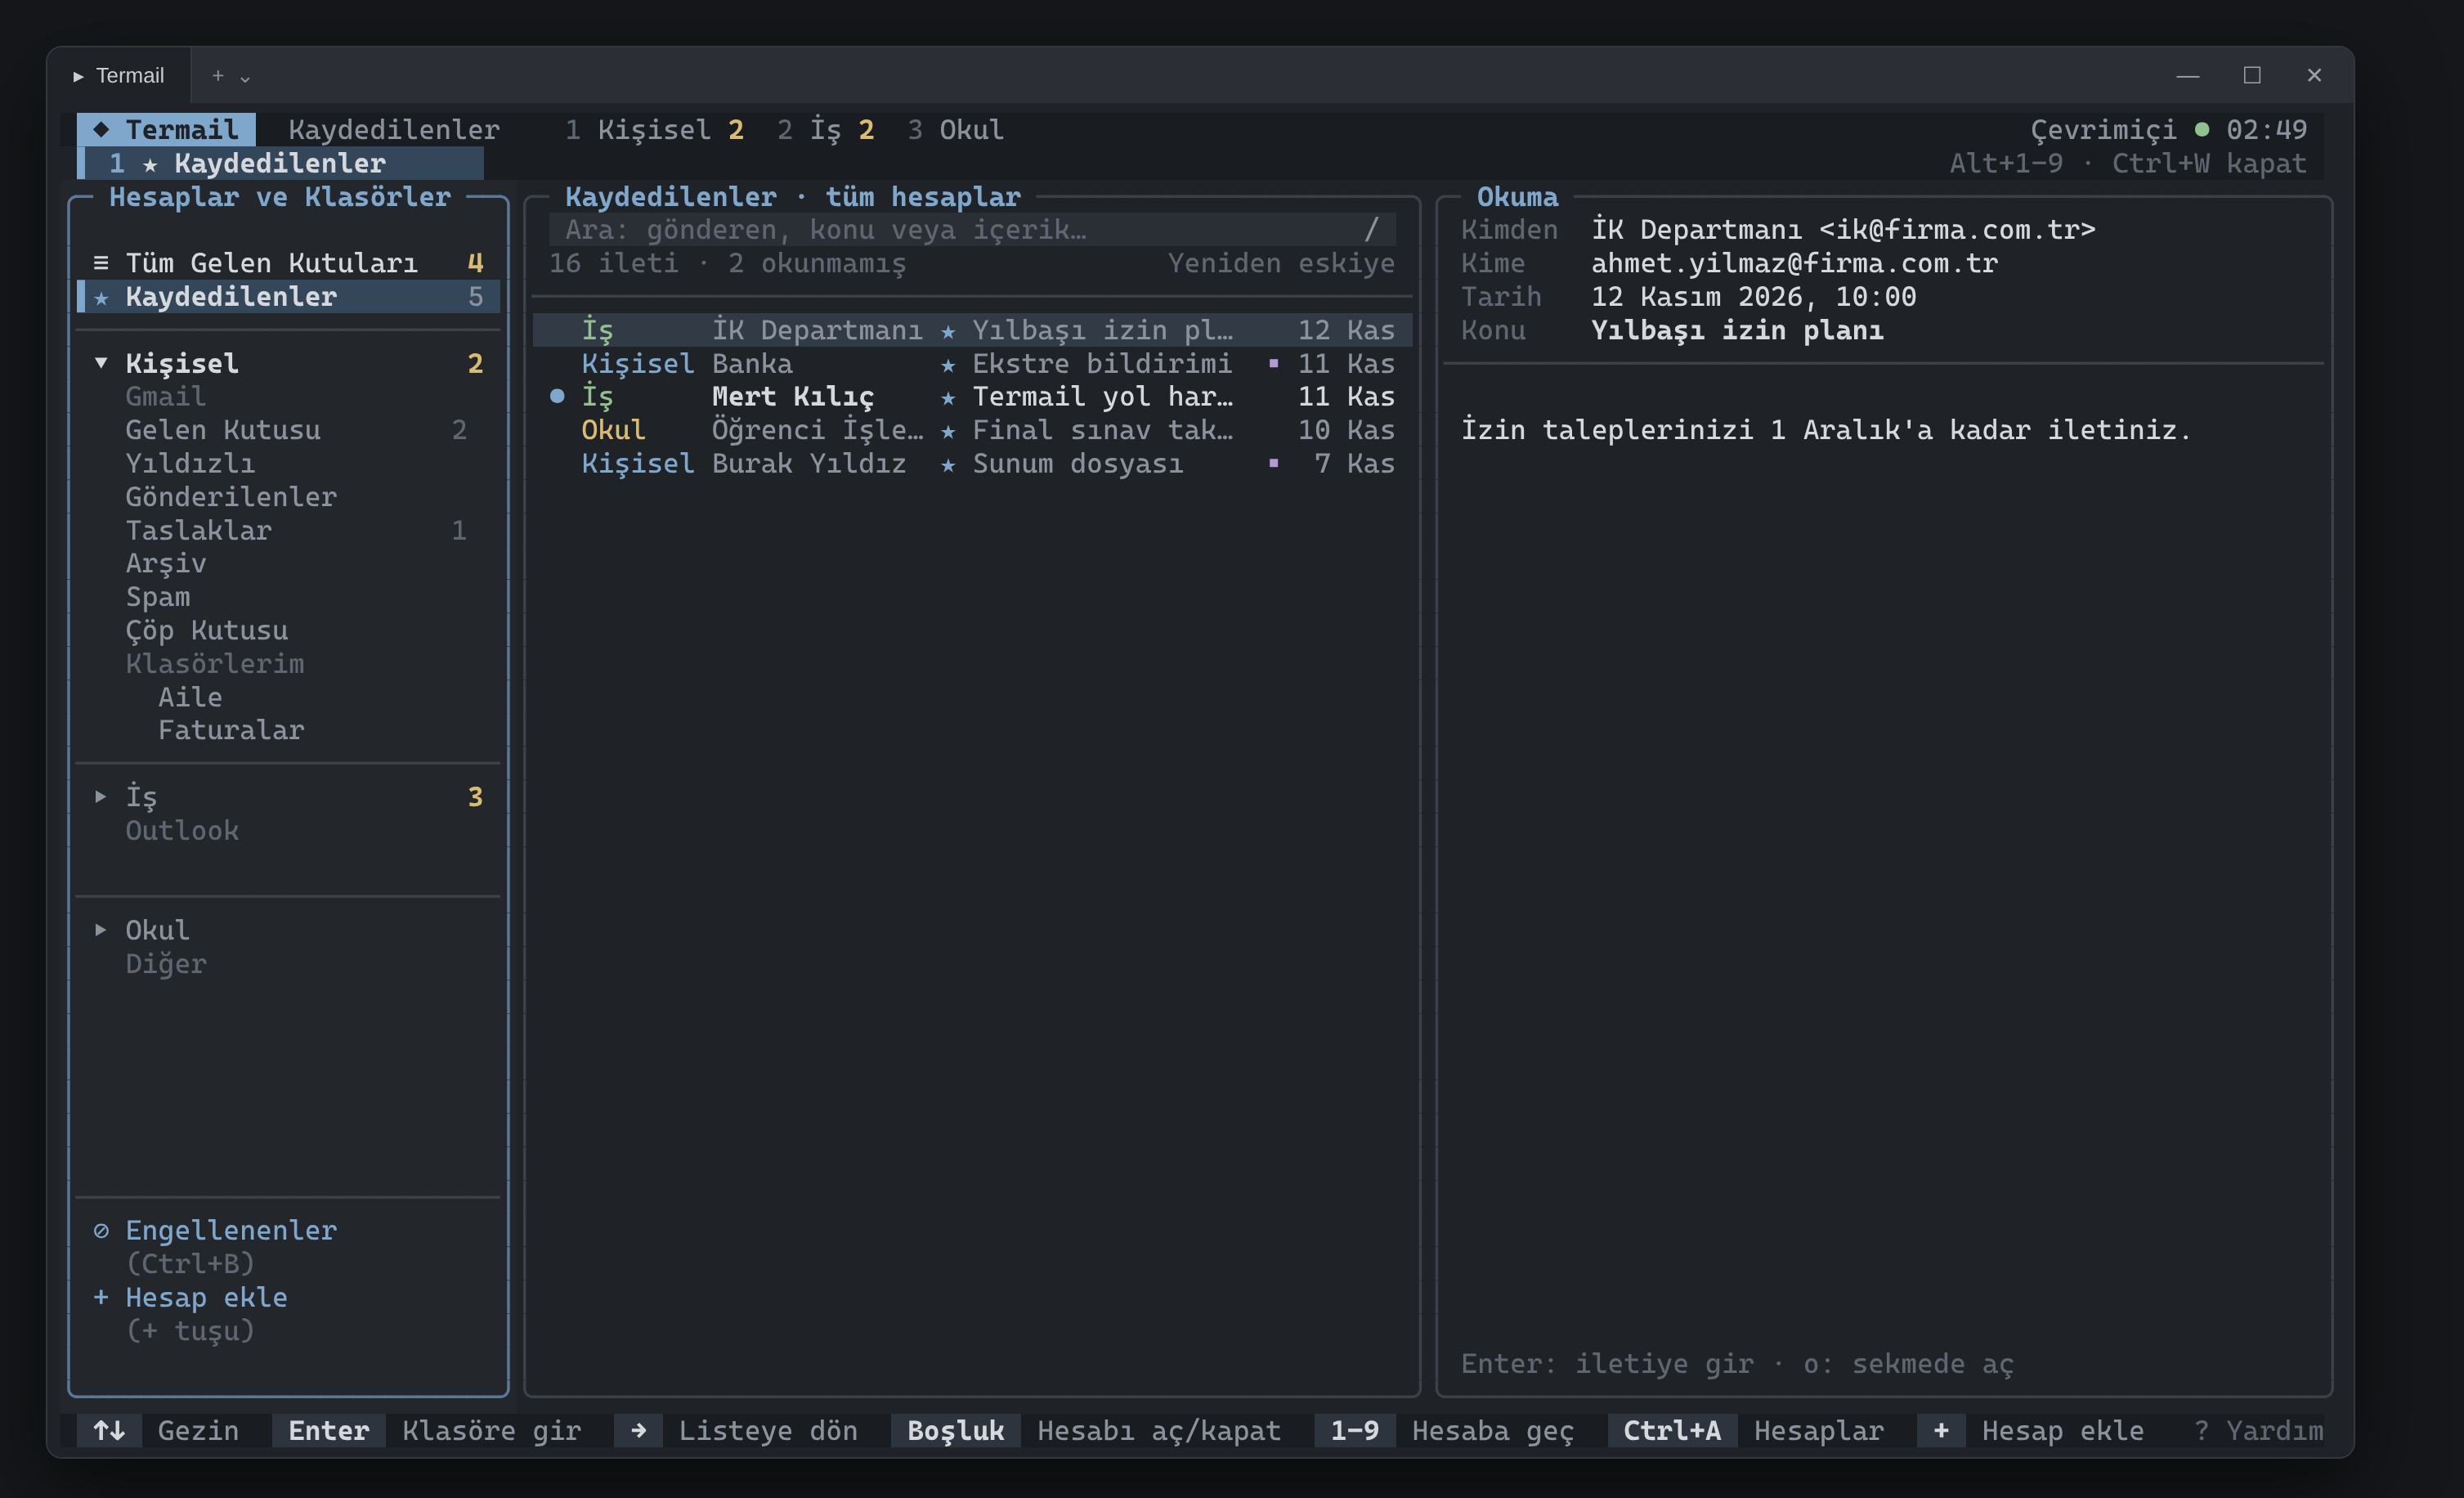 ▸ Termail + ⌄ — ☐ ✕
◆ Termail Kaydedilenler 1 Kişisel 2 2 İş 2 3 Okul Çevrimiçi ● 02:49
1 ★ Kaydedilenler Alt+1-9 · Ctrl+W kapat
Hesaplar ve Klasörler
≡ Tüm Gelen Kutuları 4
★ Kaydedilenler 5
▼ Kişisel 2
Gmail
Gelen Kutusu 2
Yıldızlı
Gönderilenler
Taslaklar 1
Arşiv
Spam
Çöp Kutusu
Klasörlerim
Aile
Faturalar
▶ İş 3
Outlook
▶ Okul
Diğer
⊘ Engellenenler
(Ctrl+B)
+ Hesap ekle
(+ tuşu)
Kaydedilenler · tüm hesaplar
Ara: gönderen, konu veya içerik… /
16 ileti · 2 okunmamış Yeniden eskiye
İş İK Departmanı ★ Yılbaşı izin pl… 12 Kas
Kişisel Banka ★ Ekstre bildirimi ▪ 11 Kas
● İş Mert Kılıç ★ Termail yol har… 11 Kas
Okul Öğrenci İşle… ★ Final sınav tak… 10 Kas
Kişisel Burak Yıldız ★ Sunum dosyası ▪ 7 Kas
Okuma
Kimden İK Departmanı <ik@firma.com.tr>
Kime ahmet.yilmaz@firma.com.tr
Tarih 12 Kasım 2026, 10:00
Konu Yılbaşı izin planı
İzin taleplerinizi 1 Aralık'a kadar iletiniz.
Enter: iletiye gir · o: sekmede aç
↑↓ Gezin Enter Klasöre gir → Listeye dön Boşluk Hesabı aç/kapat 1-9 Hesaba geç Ctrl+A Hesaplar + Hesap ekle ? Yardım